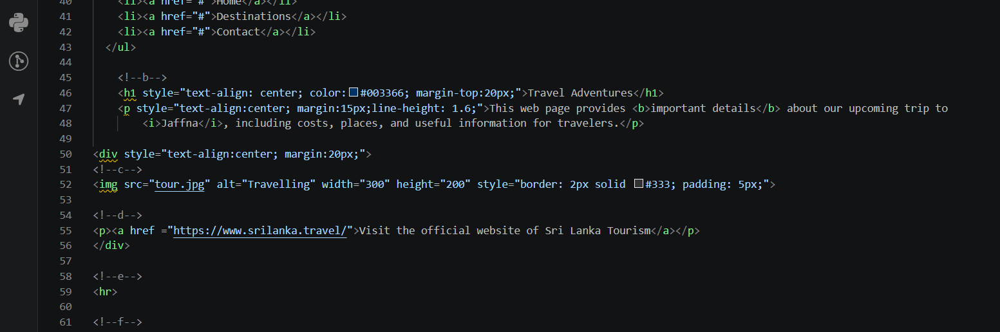 40 <li><a href="#">Home</a></li>
41 <li><a href="#">Destinations</a></li>
42 <li><a href="#">Contact</a></li>
43 </ul>
44
45 <!--b-->
46 <h1 style="text-align: center; color:#003366; margin-top:20px;">Travel Adventures</h1>
47 <p style="text-align:center; margin:15px;line-height: 1.6;">This web page provides <b>important details</b> about our upcoming trip to
48 <i>Jaffna</i>, including costs, places, and useful information for travelers.</p>
49
50 <div style="text-align:center; margin:20px;">
51 <!--c-->
52 <img src="tour.jpg" alt="Travelling" width="300" height="200" style="border: 2px solid #333; padding: 5px;">
53
54 <!--d-->
55 <p><a href ="https://www.srilanka.travel/">Visit the official website of Sri Lanka Tourism</a></p>
56 </div>
57
58 <!--e-->
59 <hr>
60
61 <!--f-->